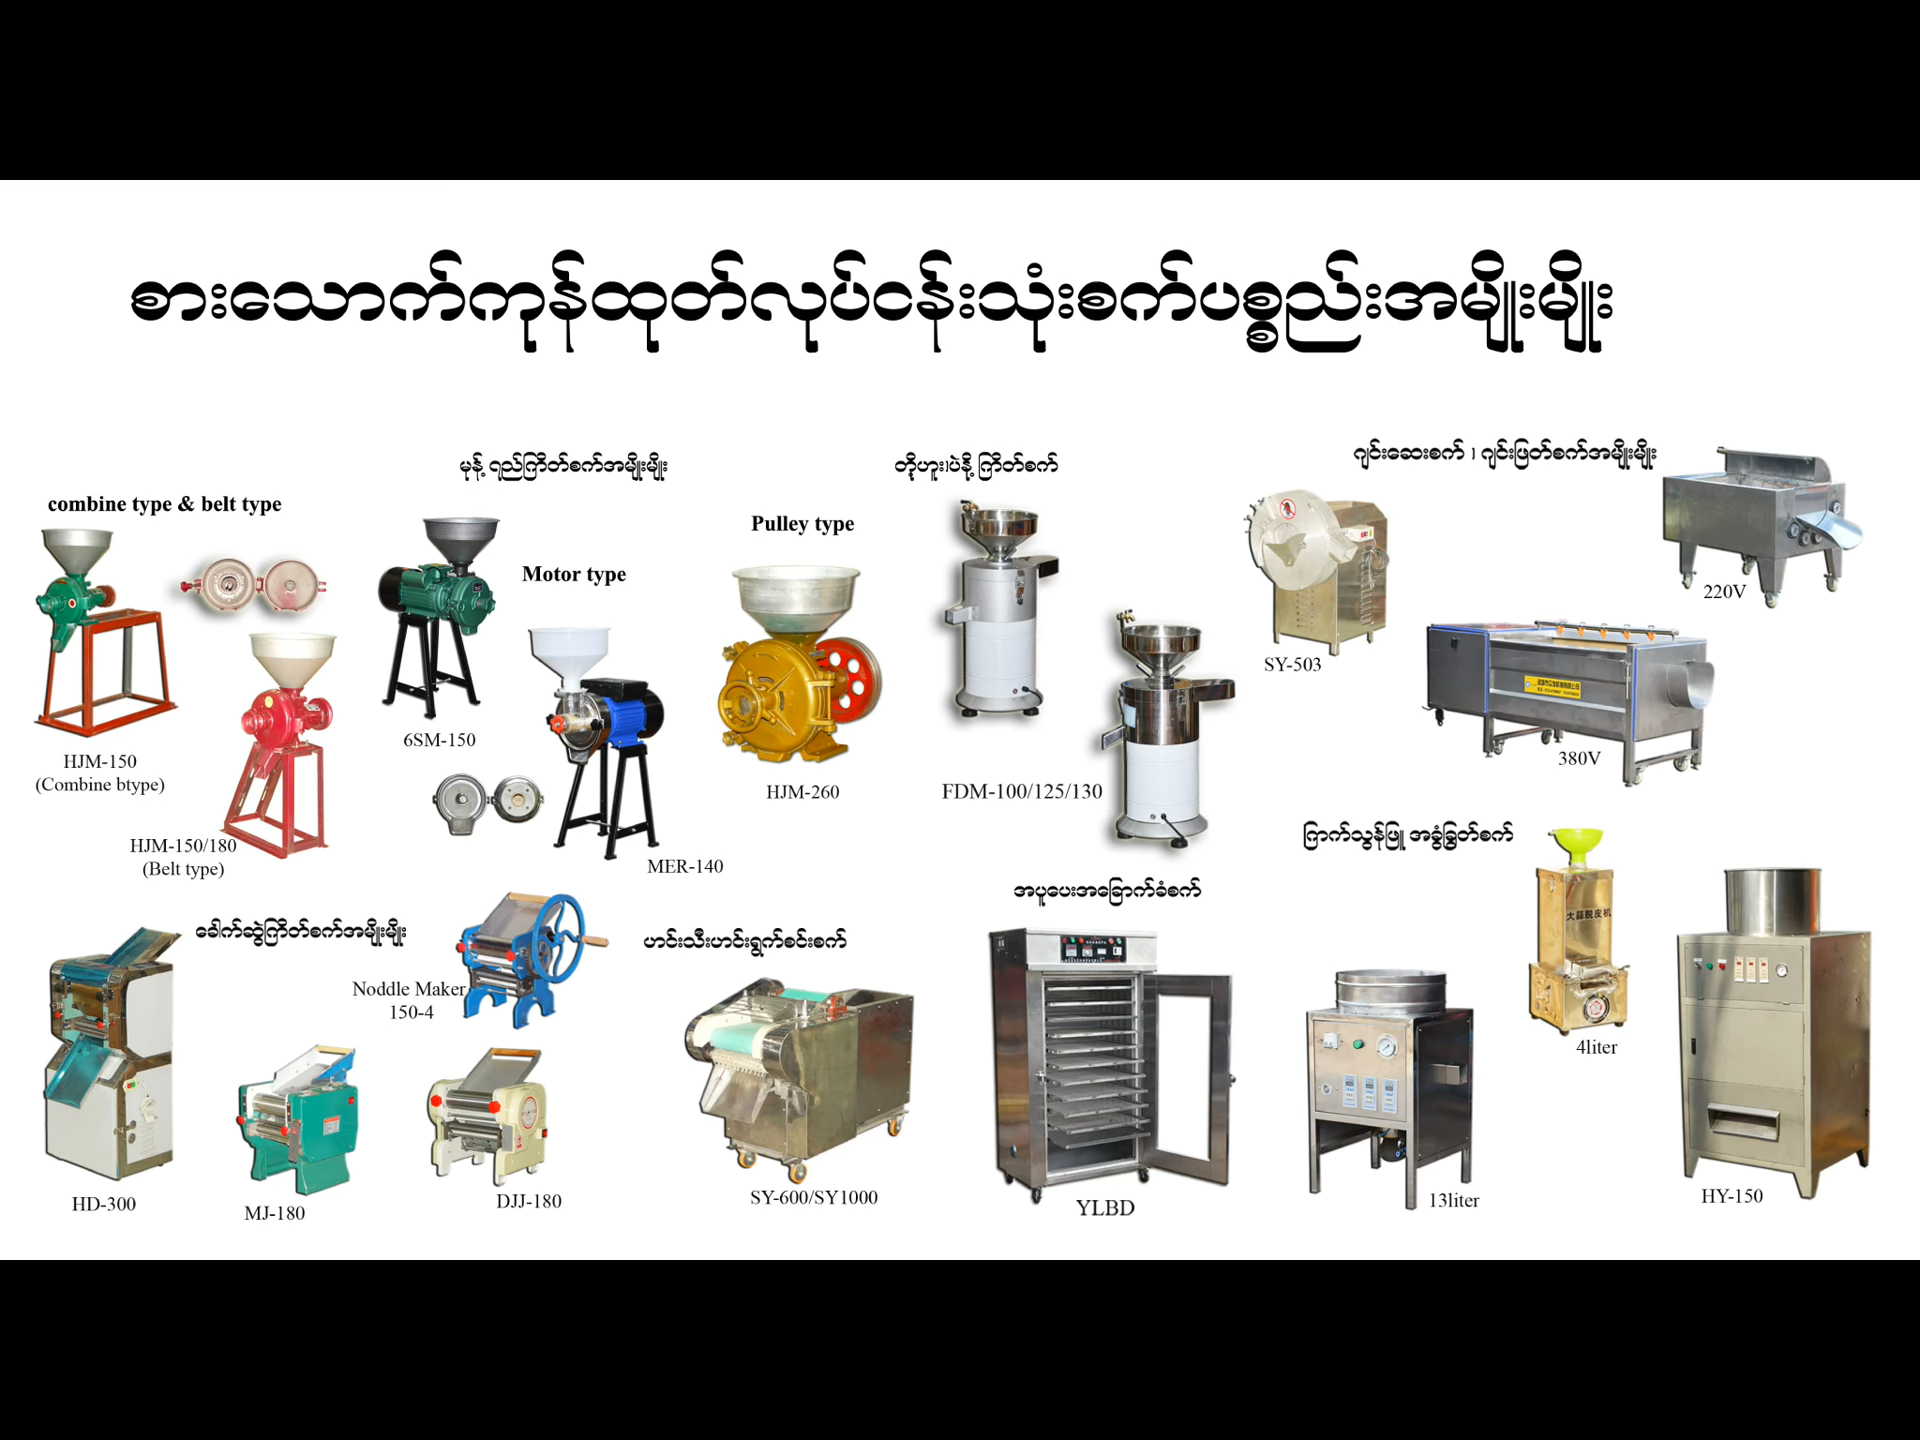 စားသောက်ကုန်ထုတ်လုပ်ငန်းသုံးစက်ပစ္စည်းအမျိုးမျိုး
မုန့် ရည်ကြိတ်စက်အမျိုးမျိုး
combine type & belt type
Motor type
Pulley type
HJM-150
(Combine btype)
HJM-150/180
(Belt type)
6SM-150
MER-140
HJM-260
တိုဟူး၊ပဲနို့ ကြိတ်စက်
FDM-100/125/130
ဂျင်းဆေးစက် ၊ ဂျင်းဖြတ်စက်အမျိုးမျိုး
SY-503
220V
380V
ခေါက်ဆွဲကြိတ်စက်အမျိုးမျိုး
Noddle Maker
150-4
HD-300
MJ-180
DJJ-180
ဟင်းသီးဟင်းရွက်စင်းစက်
SY-600/SY1000
အပူပေးအခြောက်ခံစက်
YLBD
ကြာက်သွန်ဖြူ အခွံခြွတ်စက်
大蒜脱皮机
4liter
13liter
HY-150